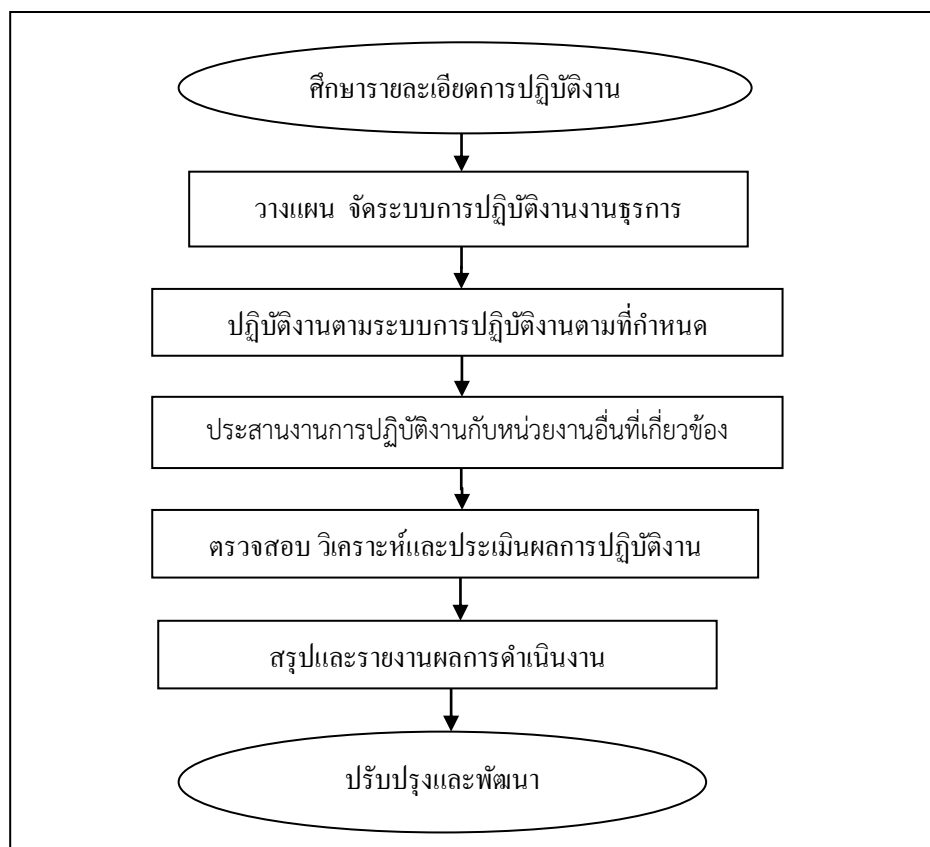 ศึกษารายละเอียดการปฏิบัติงาน
วางแผน จัดระบบการปฏิบัติงานงานธุรการ
ปฏิบัติงานตามระบบการปฏิบัติงานตามที่กำหนด
ประสานงานการปฏิบัติงานกับหน่วยงานอื่นที่เกี่ยวข้อง
ตรวจสอบ วิเคราะห์และประเมินผลการปฏิบัติงาน
สรุปและรายงานผลการดำเนินงาน
ปรับปรุงและพัฒนา